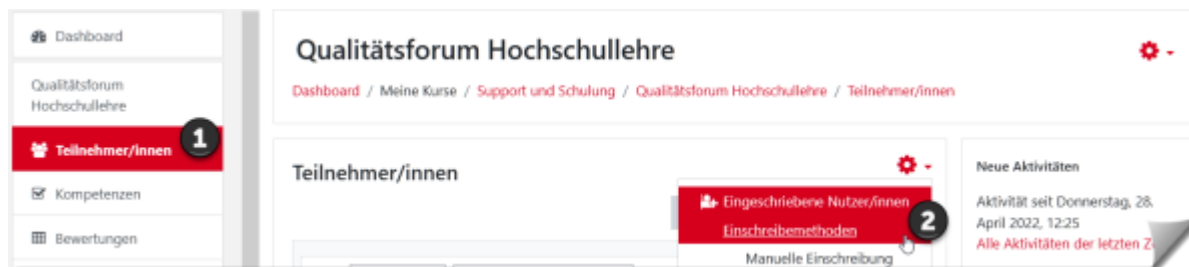 Dashboard
Qualitätsforum
Hochschullehre
Teilnehmer/innen
1
Kompetenzen
Bewertungen
Qualitätsforum Hochschullehre
Dashboard / Meine Kurse / Support und Schulung / Qualitätsforum Hochschullehre / Teilnehmer/innen
Teilnehmer/innen
Eingeschriebene Nutzer/innen
Einschreibemethoden
2
Manuelle Einschreibung
Neue Aktivitäten
Aktivität seit Donnerstag, 28.
April 2022, 12:25
Alle Aktivitäten der letzten